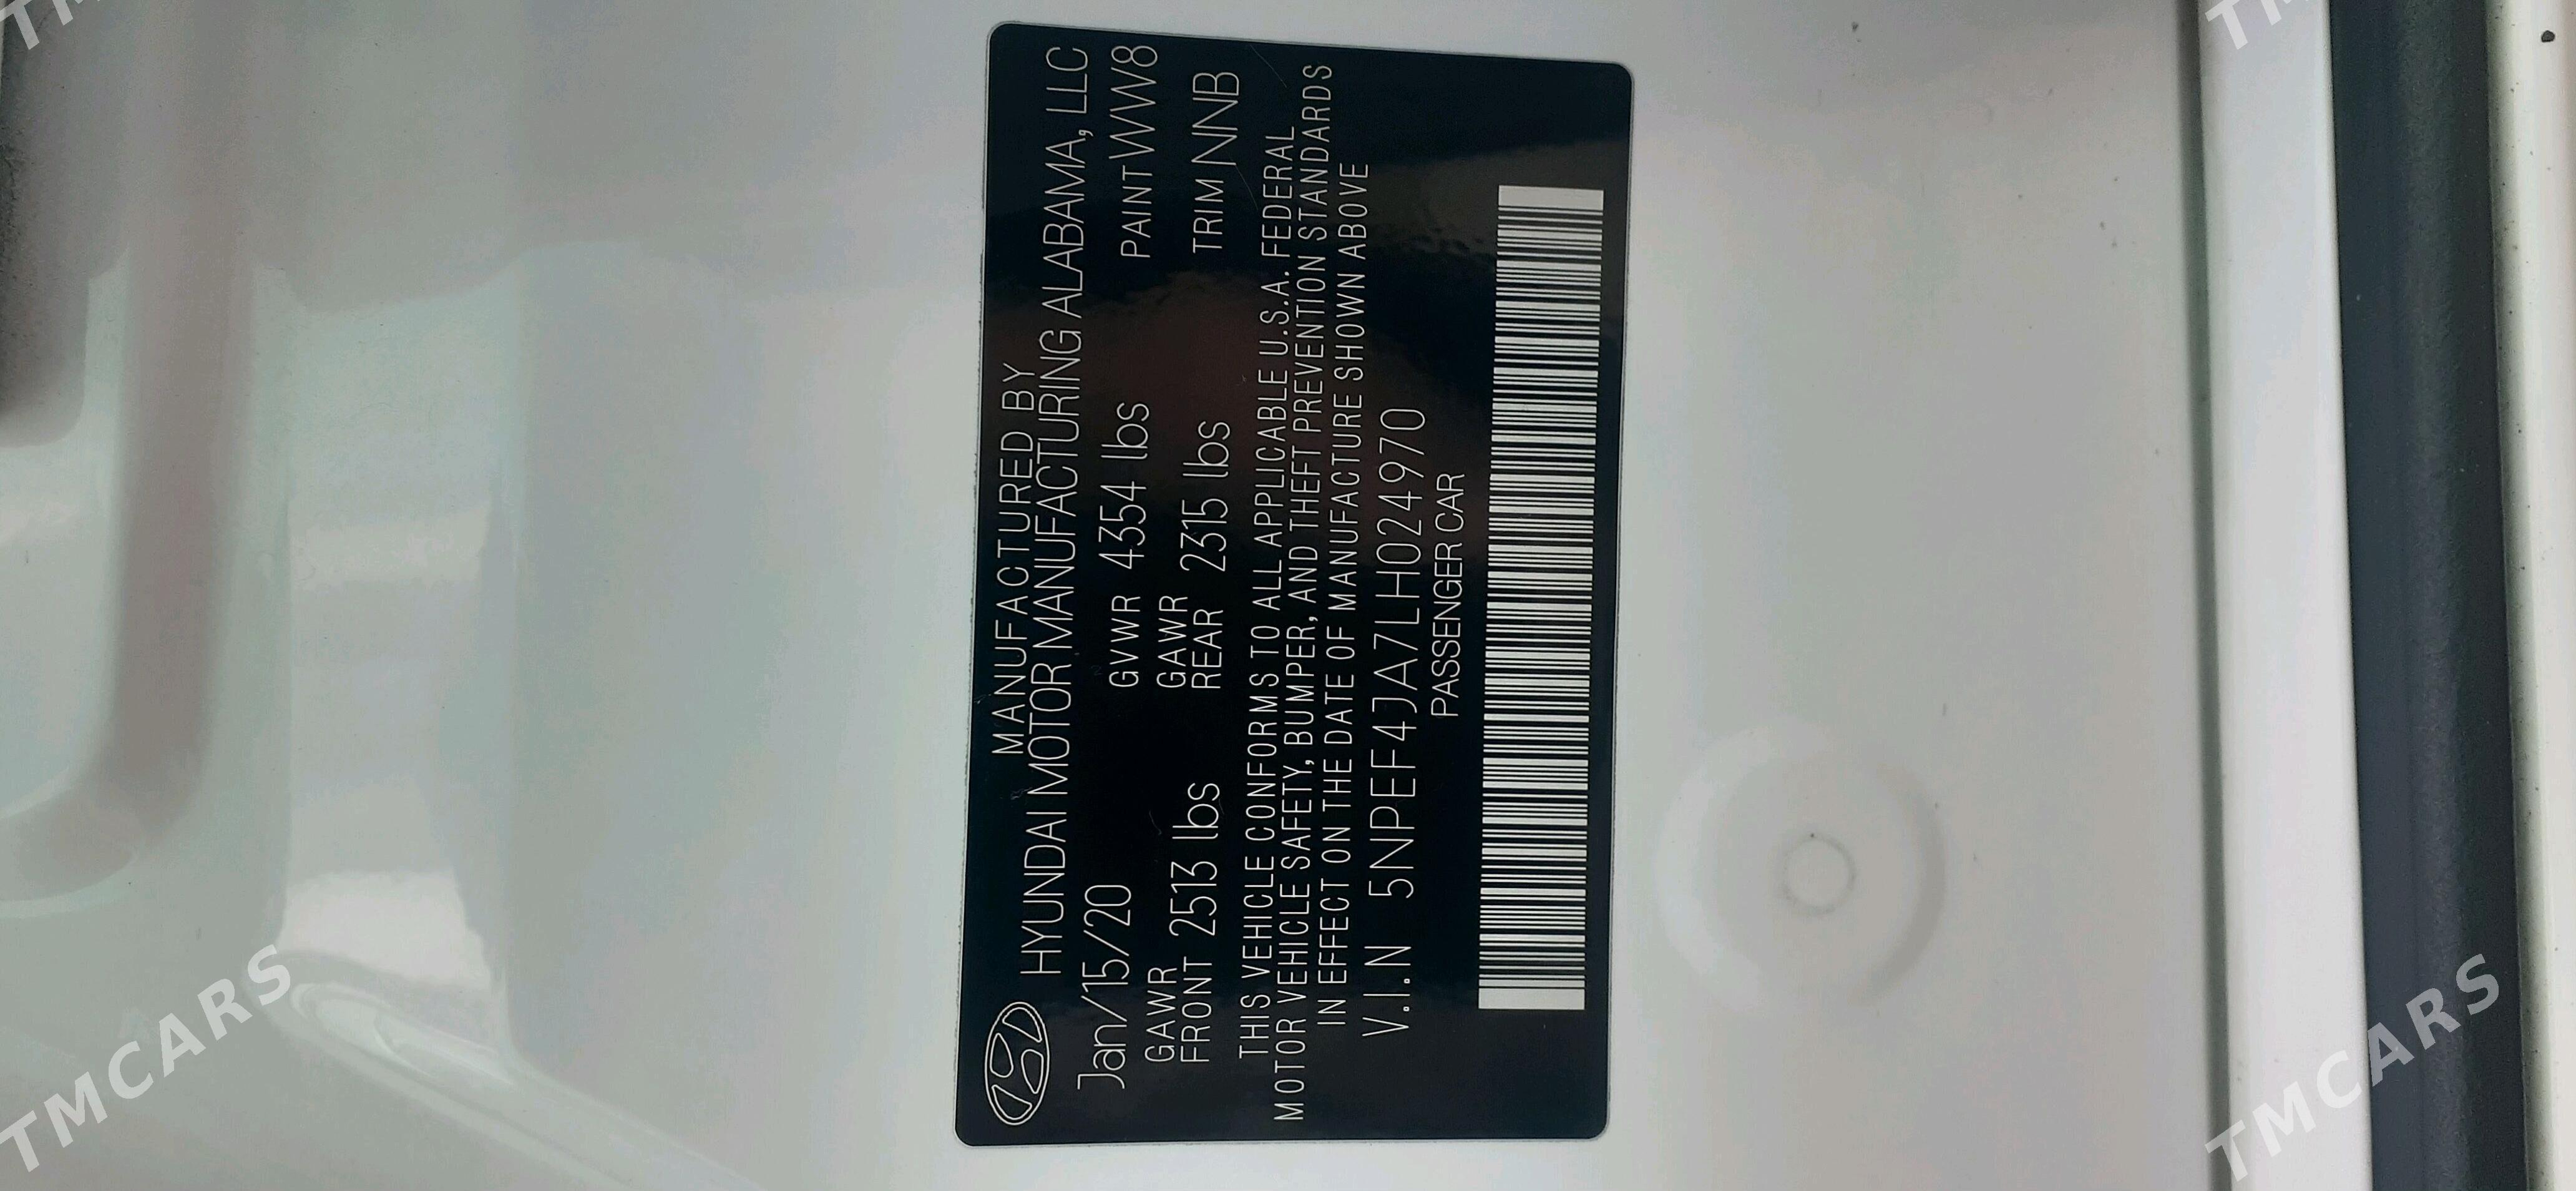 MANUFACTURED BY
HYUNDAI MOTOR MANUFACTURING ALABAMA, LLC
Jan/15/20 GVWR 4354 lbs PAINT WW8
GAWR FRONT 2513 lbs GAWR REAR 2315 lbs TRIM NNB
THIS VEHICLE CONFORMS TO ALL APPLICABLE U.S.A. FEDERAL
MOTOR VEHICLE SAFETY, BUMPER, AND THEFT PREVENTION STANDARDS
IN EFFECT ON THE DATE OF MANUFACTURE SHOWN ABOVE
V.I.N 5NPEF4JA7LH024970
PASSENGER CAR
TMCARS
TMCARS